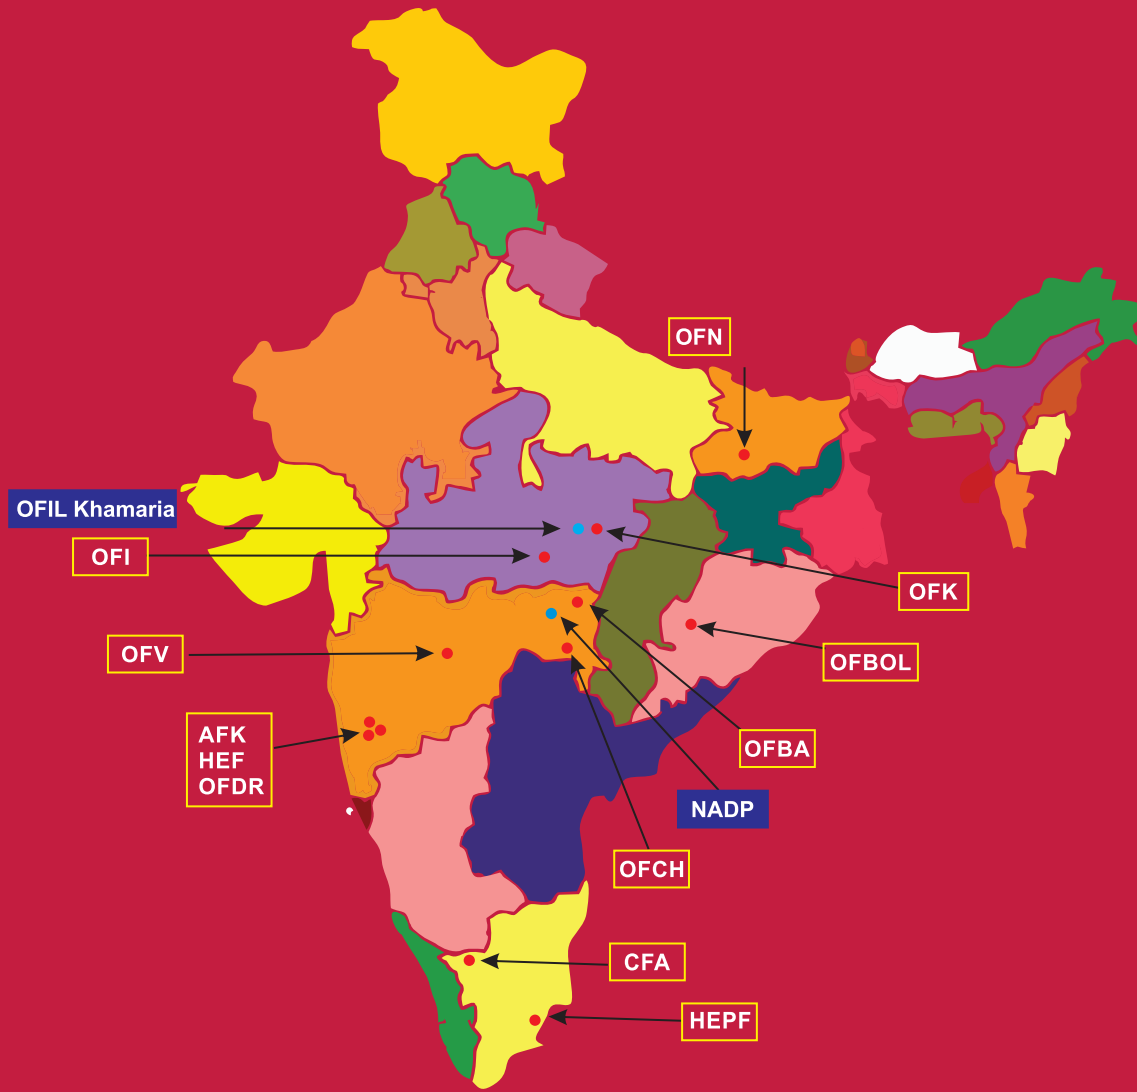 OFN
OFIL Khamaria
OFI
OFK
OFV
OFBOL
AFK
HEF
OFDR
OFBA
NADP
OFCH
CFA
HEPF